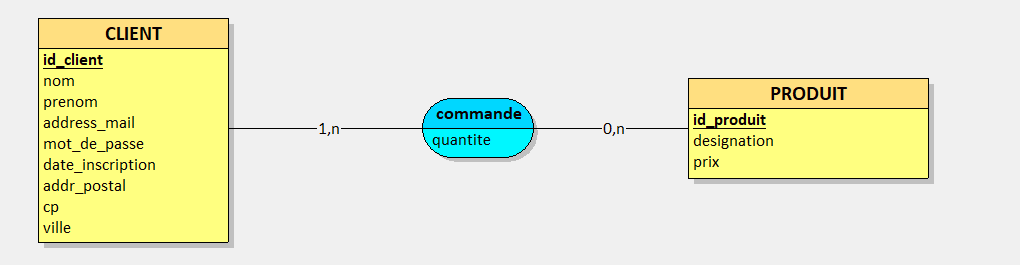 CLIENT
id_client
nom
prenom
address_mail
mot_de_passe
date_inscription
addr_postal
cp
ville
1,n
commande
quantite
0,n
PRODUIT
id_produit
designation
prix